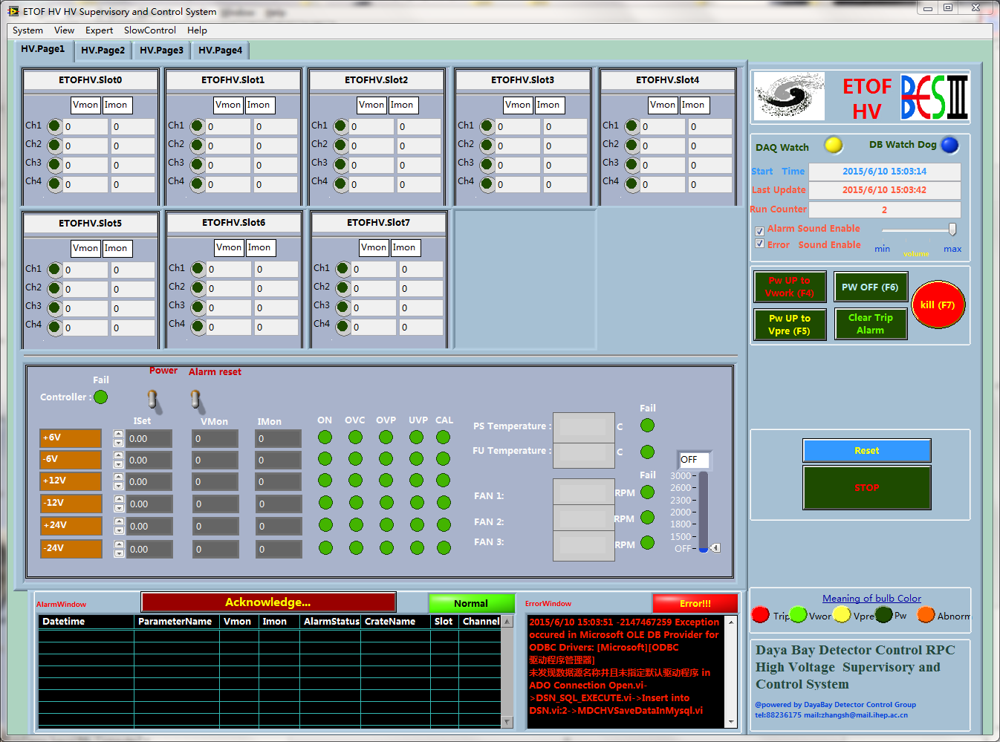 ETOF HV HV Supervisory and Control System
System View Expert SlowControl Help
HV.Page1 HV.Page2 HV.Page3 HV.Page4
ETOFHV.Slot0 ETOFHV.Slot1 ETOFHV.Slot2 ETOFHV.Slot3 ETOFHV.Slot4
Vmon Imon Vmon Imon Vmon Imon Vmon Imon Vmon Imon
Ch1 0 0 Ch1 0 0 Ch1 0 0 Ch1 0 0 Ch1 0 0
Ch2 0 0 Ch2 0 0 Ch2 0 0 Ch2 0 0 Ch2 0 0
Ch3 0 0 Ch3 0 0 Ch3 0 0 Ch3 0 0 Ch3 0 0
Ch4 0 0 Ch4 0 0 Ch4 0 0 Ch4 0 0 Ch4 0 0
ETOFHV.Slot5 ETOFHV.Slot6 ETOFHV.Slot7
Vmon Imon Vmon Imon Vmon Imon
Ch1 0 0 Ch1 0 0 Ch1 0 0
Ch2 0 0 Ch2 0 0 Ch2 0 0
Ch3 0 0 Ch3 0 0 Ch3 0 0
Ch4 0 0 Ch4 0 0 Ch4 0 0
Power Alarm reset
Fail
Controller :
ISet VMon IMon ON OVC OVP UVP CAL
+6V 0.00 0 0
-6V 0.00 0 0
+12V 0.00 0 0
-12V 0.00 0 0
+24V 0.00 0 0
-24V 0.00 0 0
Fail
PS Temperature : C
FU Temperature : C
Fail
FAN 1: RPM
FAN 2: RPM
FAN 3: RPM
OFF
3000
2600
2300
2000
1800
1500
OFF
ETOF
HV
BESIII
DAQ Watch DB Watch Dog
Start Time 2015/6/10 15:03:14
Last Update 2015/6/10 15:03:42
Run Counter 2
Alarm Sound Enable
Error Sound Enable
min volume max
Pw UP to
Vwork (F4)
PW OFF (F6)
kill (F7)
Pw UP to
Vpre (F5)
Clear Trip
Alarm
Reset
STOP
Meaning of bulb Color
Trip Vwor Vpre Pw Abnorm
Daya Bay Detector Control RPC
High Voltage Supervisory and
Control System
@powered by DayaBay Detector Control Group
tel:88236175 mail:zhangsh@mail.ihep.ac.cn
AlarmWindow Acknowledge... Normal
Datetime ParameterName Vmon Imon AlarmStatus CrateName Slot Channel
ErrorWindow Error!!!
2015/6/10 15:03:51 -2147467259 Exception
occured in Microsoft OLE DB Provider for
ODBC Drivers: [Microsoft][ODBC
驱动程序管理器]
未发现数据源名称并且未指定默认驱动程序 in
ADO Connection Open.vi-
>DSN_SQL_EXECUTE.vi->Insert into
DSN.vi:2->MDCHVSaveDataInMysql.vi